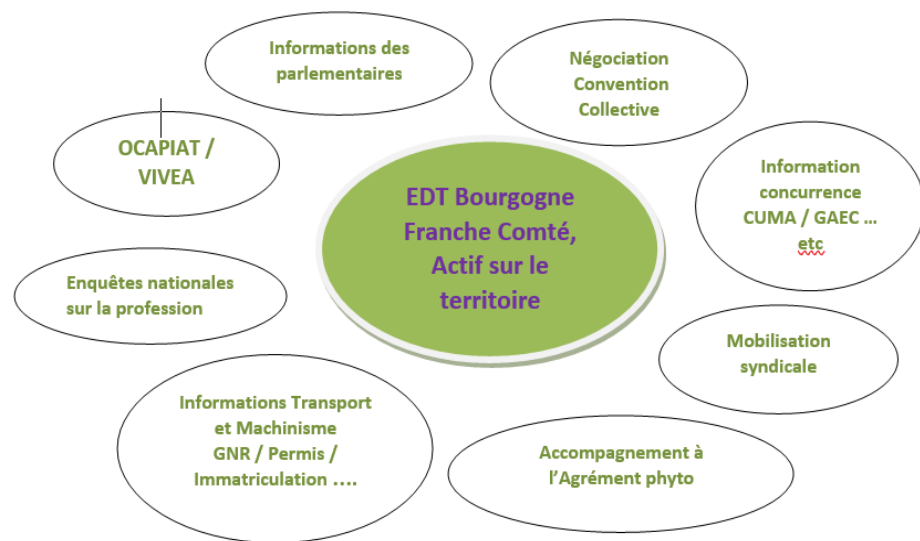 Informations des
parlementaires
Négociation
Convention
Collective
OCAPIAT /
VIVEA
EDT Bourgogne
Franche Comté,
Actif sur le
territoire
Information
concurrence
CUMA / GAEC ...
etc
Enquêtes nationales
sur la profession
Mobilisation
syndicale
Informations Transport
et Machinisme
GNR / Permis /
Immatriculation ....
Accompagnement à
l'Agrément phyto